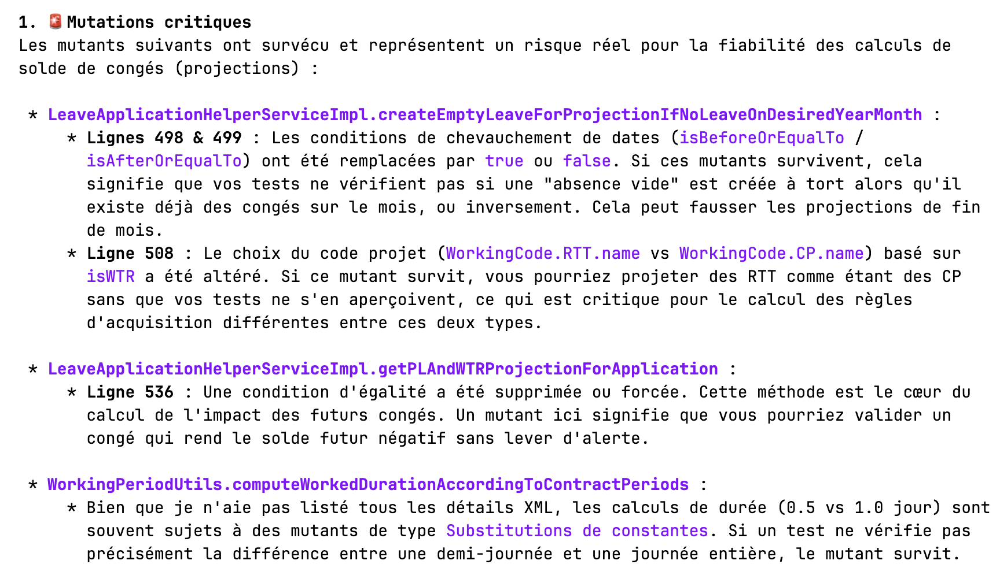 1. 🚨 Mutations critiques
Les mutants suivants ont survécu et représentent un risque réel pour la fiabilité des calculs de
solde de congés (projections) :
* LeaveApplicationHelperServiceImpl.createEmptyLeaveForProjectionIfNoLeaveOnDesiredYearMonth :
* Lignes 498 & 499 : Les conditions de chevauchement de dates (isBeforeOrEqualTo /
isAfterOrEqualTo) ont été remplacées par true ou false. Si ces mutants survivent, cela
signifie que vos tests ne vérifient pas si une "absence vide" est créée à tort alors qu'il
existe déjà des congés sur le mois, ou inversement. Cela peut fausser les projections de fin
de mois.
* Ligne 508 : Le choix du code projet (WorkingCode.RTT.name vs WorkingCode.CP.name) basé sur
isWTR a été altéré. Si ce mutant survit, vous pourriez projeter des RTT comme étant des CP
sans que vos tests ne s'en aperçoivent, ce qui est critique pour le calcul des règles
d'acquisition différentes entre ces deux types.
* LeaveApplicationHelperServiceImpl.getPLAndWTRProjectionForApplication :
* Ligne 536 : Une condition d'égalité a été supprimée ou forcée. Cette méthode est le cœur du
calcul de l'impact des futurs congés. Un mutant ici signifie que vous pourriez valider un
congé qui rend le solde futur négatif sans lever d'alerte.
* WorkingPeriodUtils.computeWorkedDurationAccordingToContractPeriods :
* Bien que je n'aie pas listé tous les détails XML, les calculs de durée (0.5 vs 1.0 jour) sont
souvent sujets à des mutants de type Substitutions de constantes. Si un test ne vérifie pas
précisément la différence entre une demi-journée et une journée entière, le mutant survit.